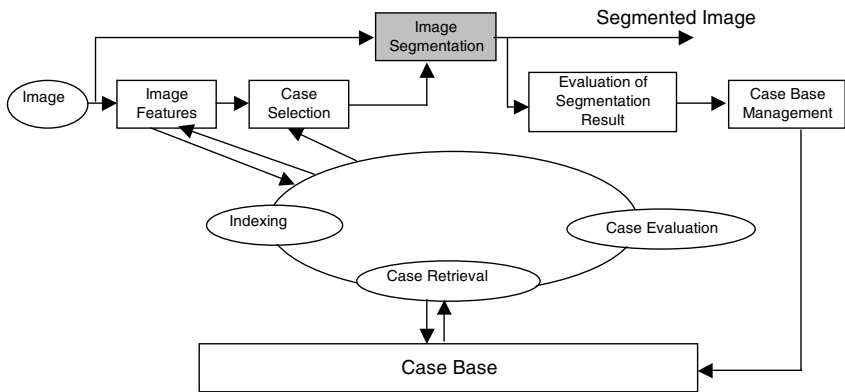 Segmented Image
Image
Segmentation
Image
Image
Features
Case
Selection
Evaluation of
Segmentation
Result
Case Base
Management
Indexing
Case Evaluation
Case Retrieval
Case Base